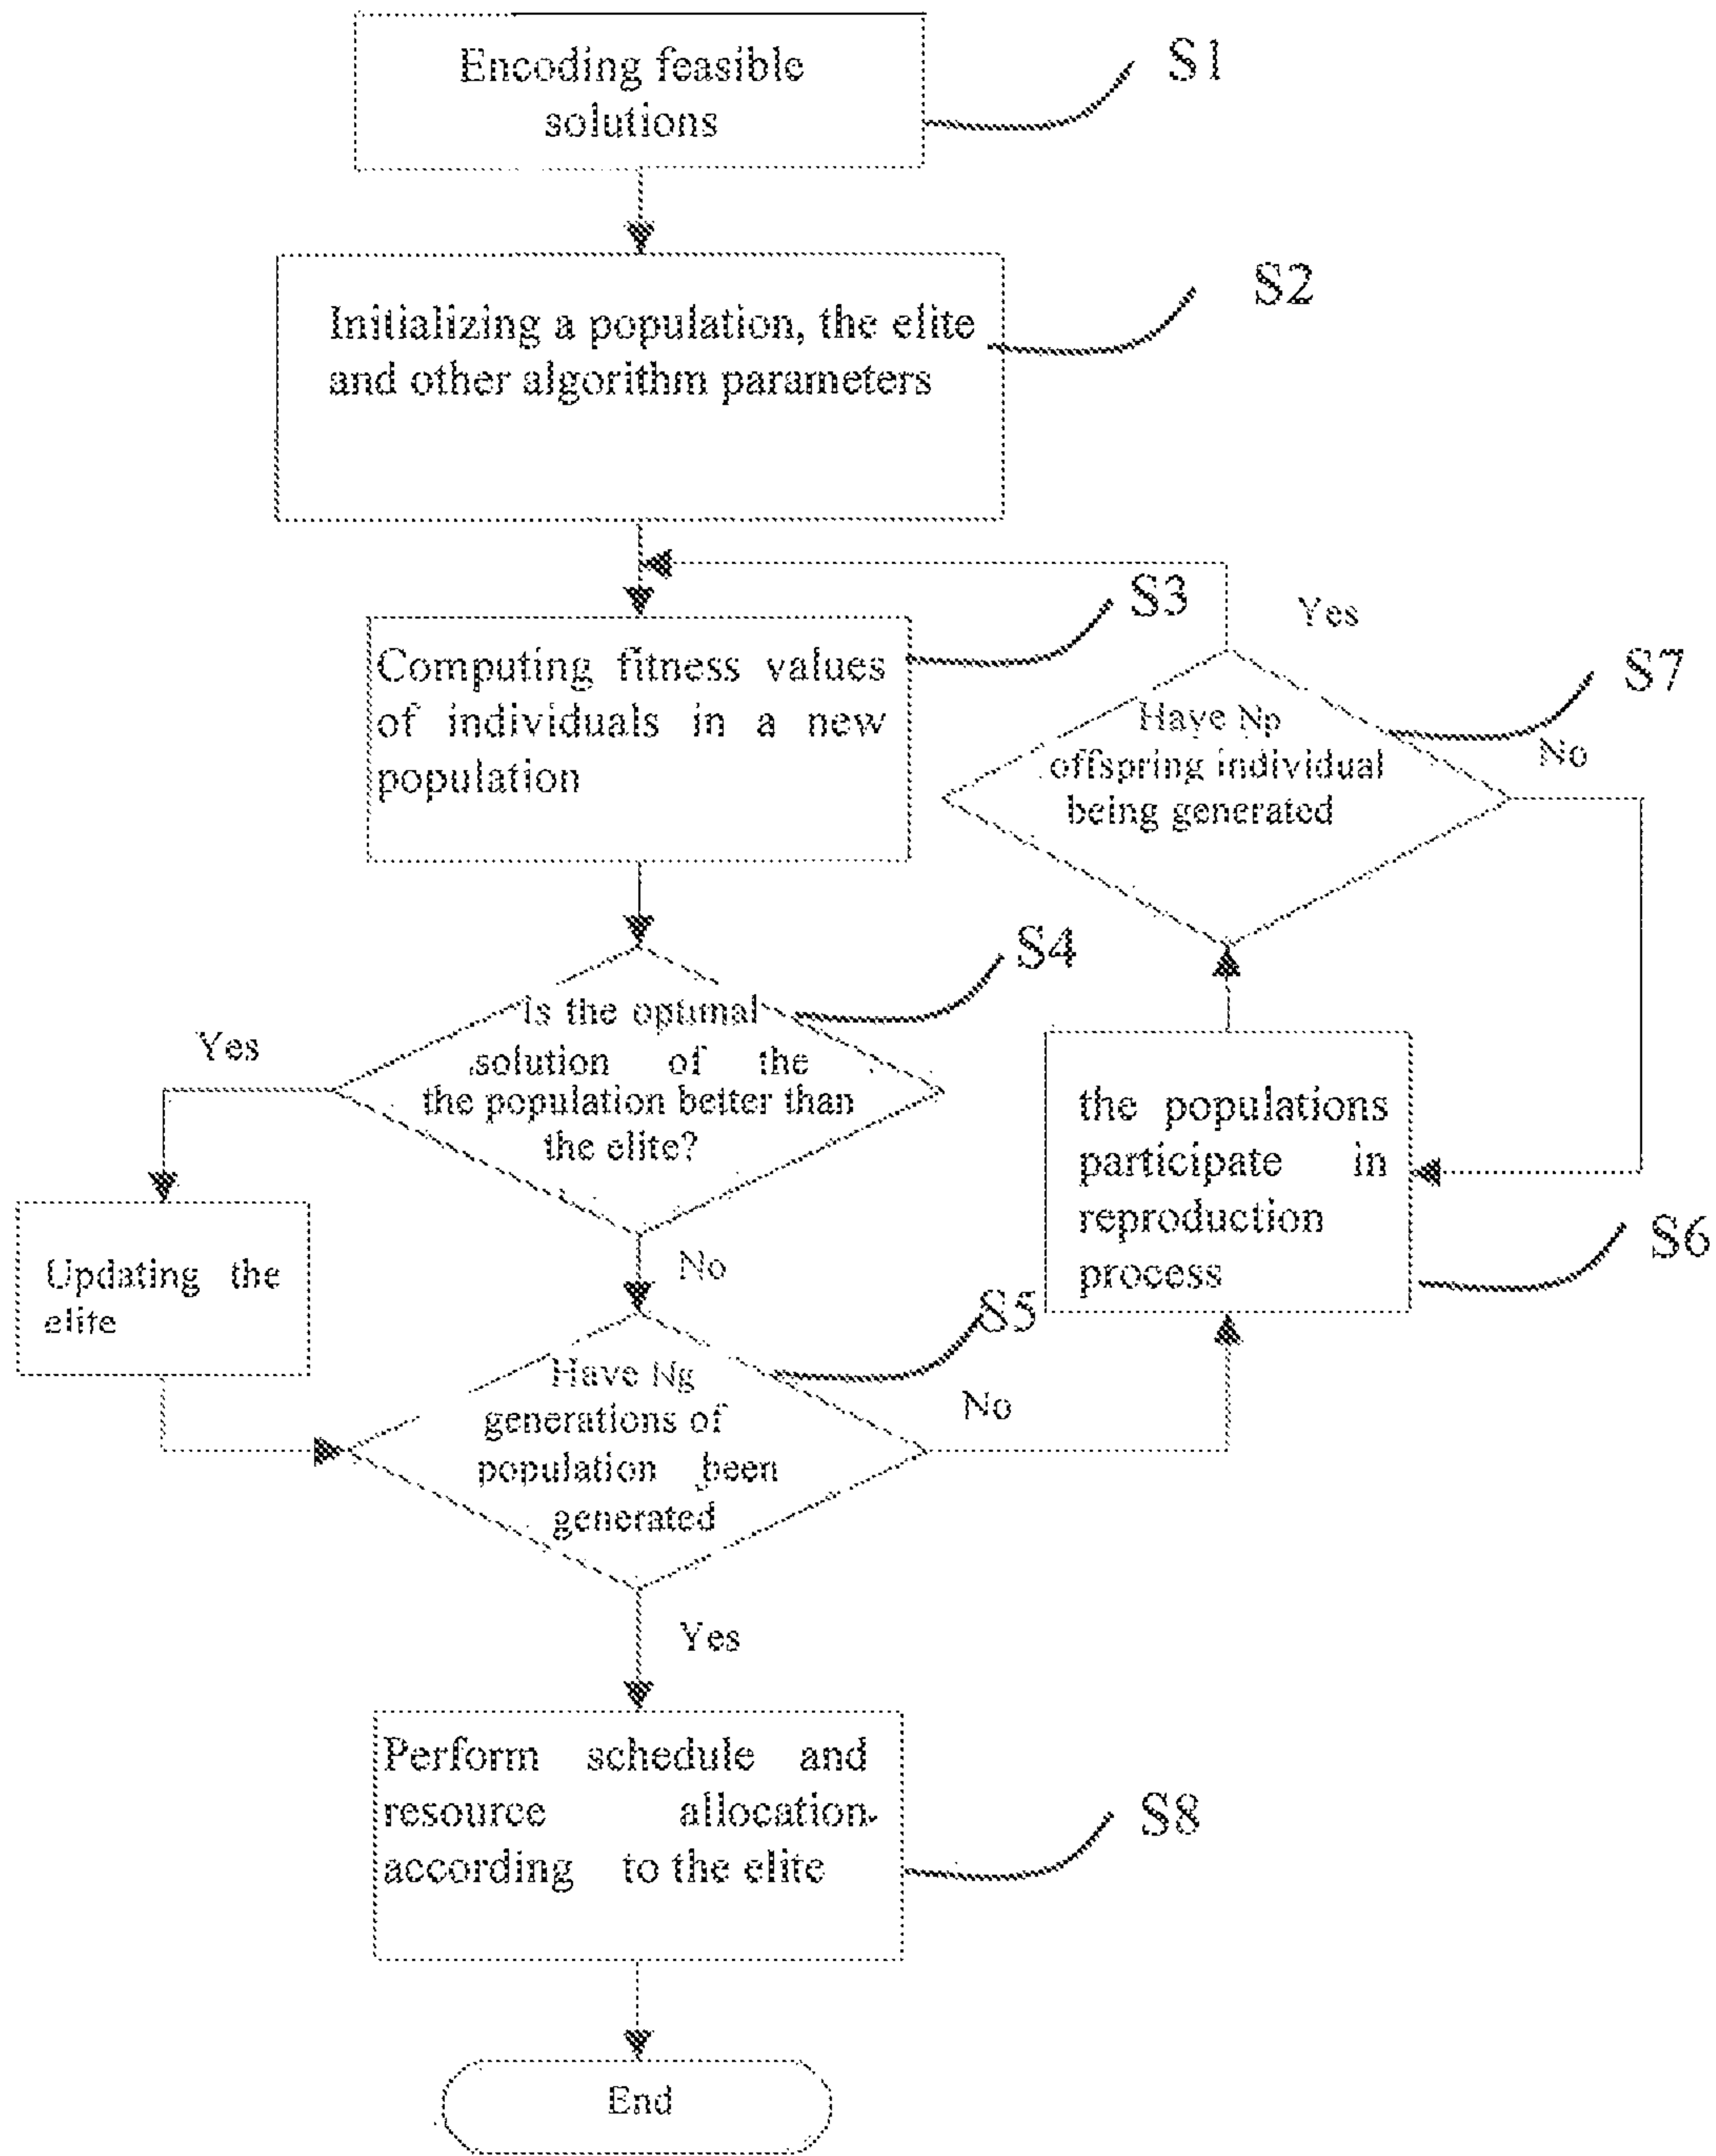 Encoding feasible
solutions
S1
Initializing a population, the elite
and other algorithm parameters
S2
Computing fitness values
of individuals in a new
population
S3
Yes
Have Np
offspring individual
being generated
S7
No
Is the optimal
solution of the
the population better than
the elite?
S4
Yes
No
Updating the
elite
the populations
participate in
reproduction
process
S6
Have Ng
generations of
population been
generated
S5
No
Yes
Perform schedule and
resource allocation
according to the elite
S8
End